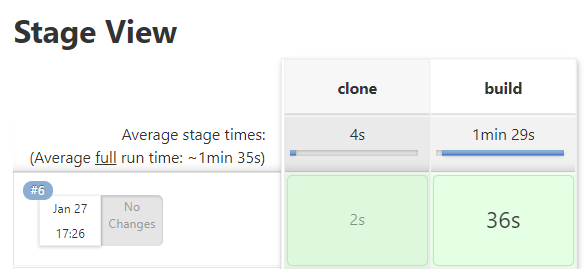 Stage View
clone
build
Average stage times:
4s
1min 29s
(Average full run time: ~1min 35s)
#6
Jan 27
17:26
No
Changes
2s
36s